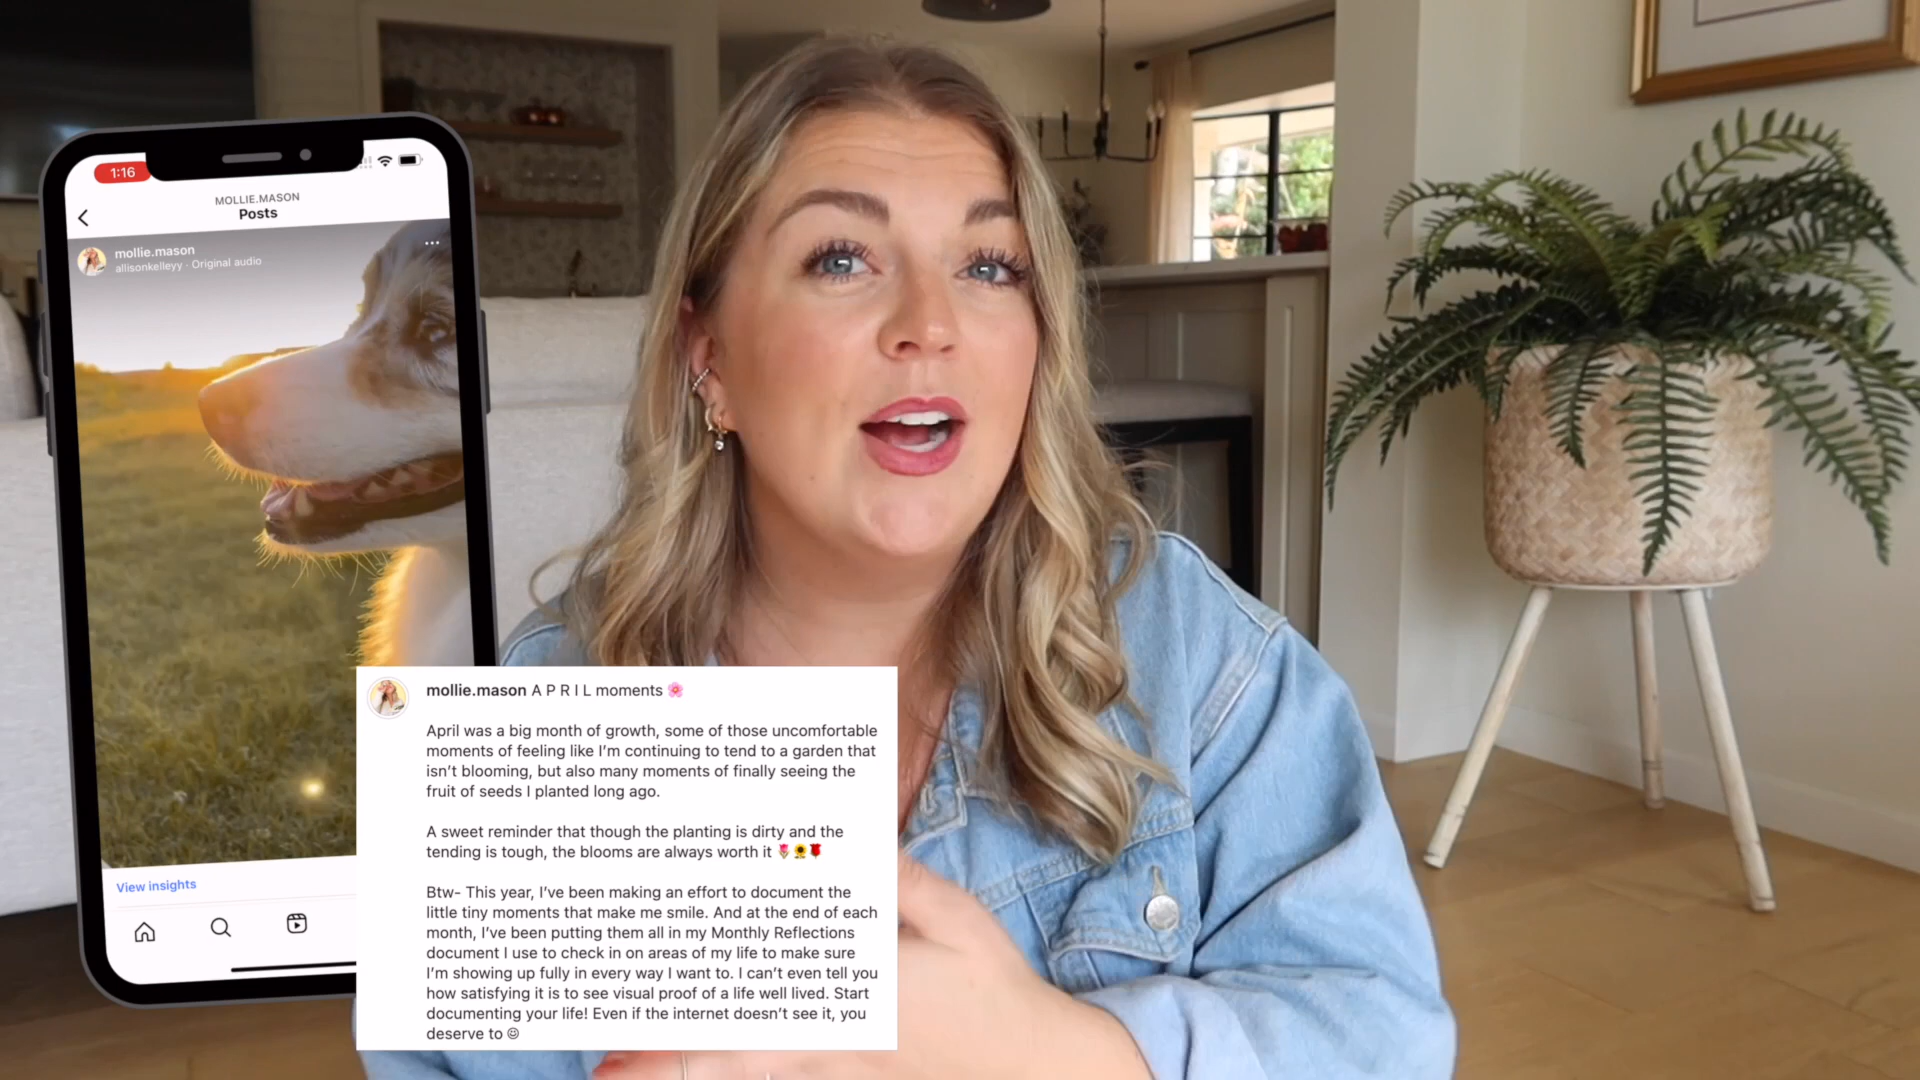 1:16
MOLLIE.MASON
Posts
mollie.mason
allisonkelleyy · Original audio
View insights
mollie.mason A P R I L moments 🌸
April was a big month of growth, some of those uncomfortable
moments of feeling like I'm continuing to tend to a garden that
isn't blooming, but also many moments of finally seeing the
fruit of seeds I planted long ago.
A sweet reminder that though the planting is dirty and the
tending is tough, the blooms are always worth it 🌷🌻🌹
Btw- This year, I've been making an effort to document the
little tiny moments that make me smile. And at the end of each
month, I've been putting them all in my Monthly Reflections
document I use to check in on areas of my life to make sure
I'm showing up fully in every way I want to. I can't even tell you
how satisfying it is to see visual proof of a life well lived. Start
documenting your life! Even if the internet doesn't see it, you
deserve to ☺